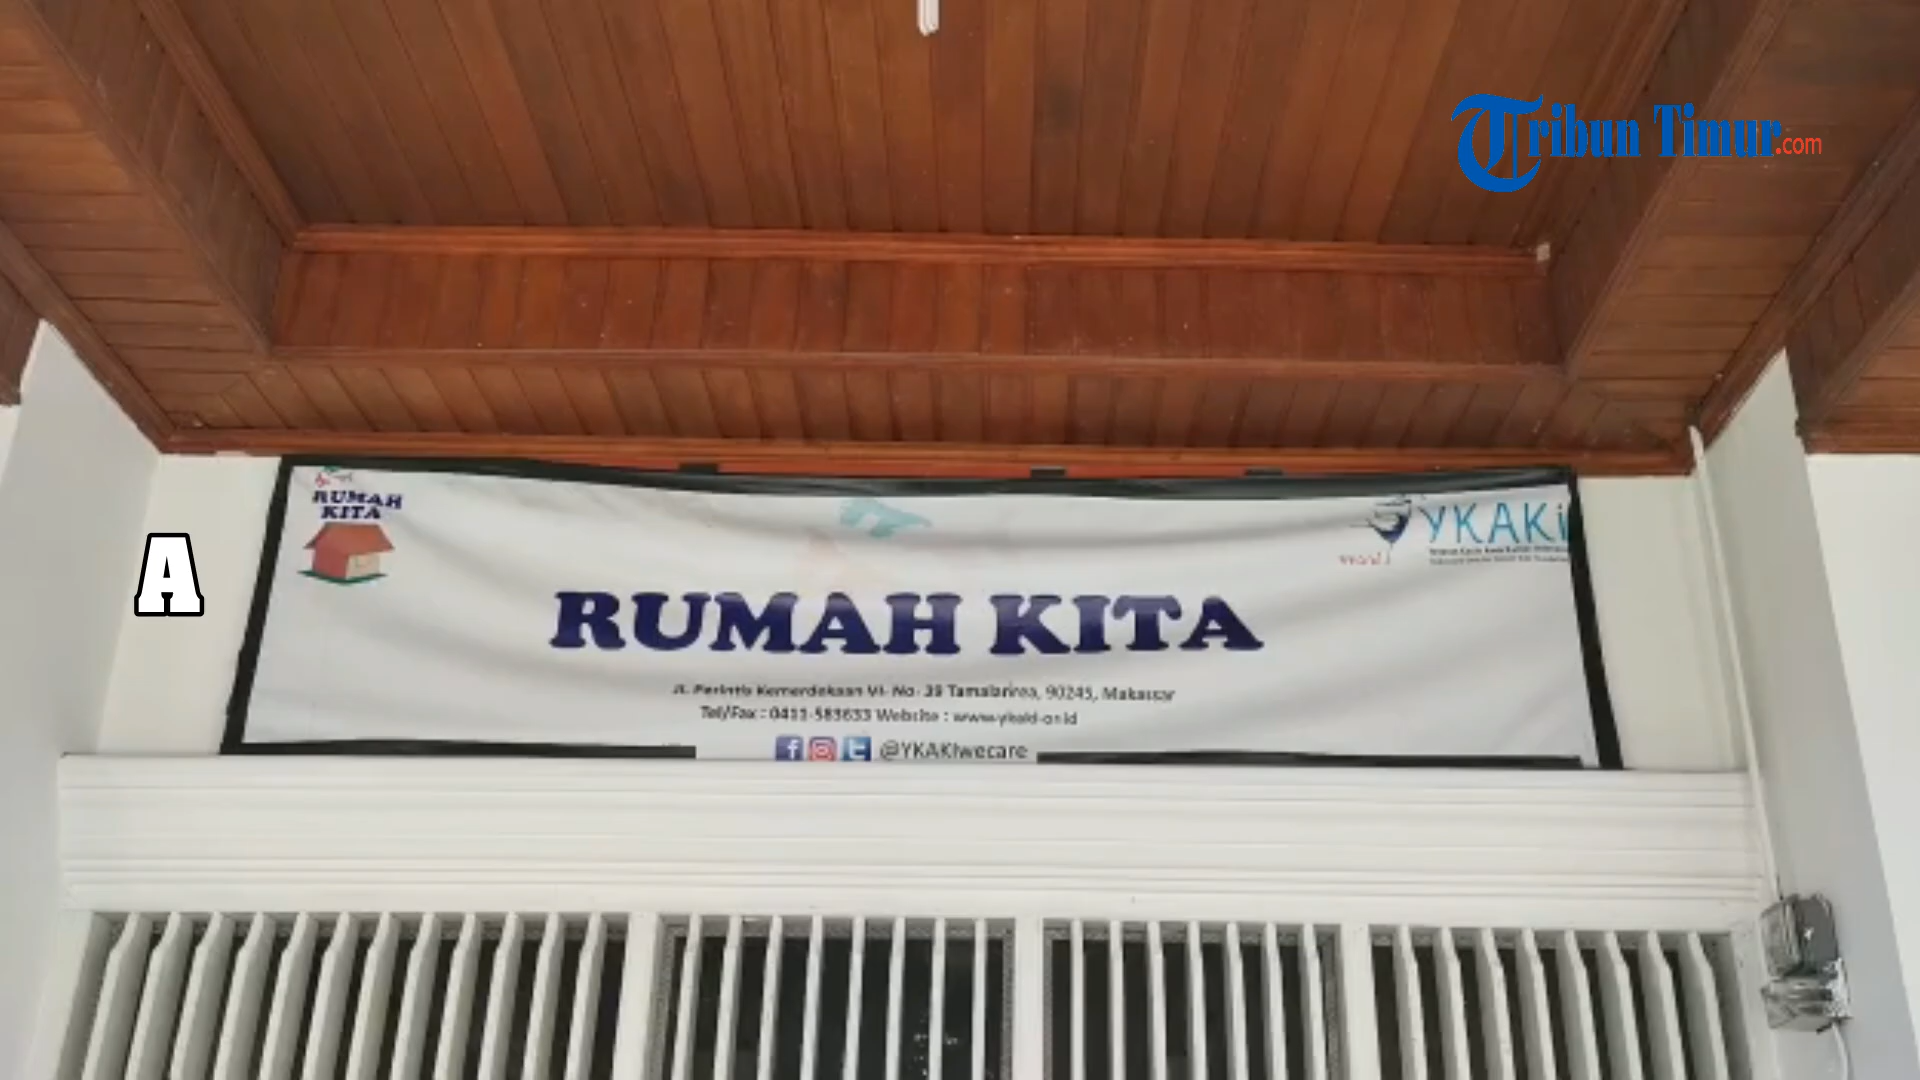 Tribun Timur.com
RUMAH
KITA
YKAKi
A
RUMAH KITA
Jl. Perintis Kemerdekaan VI- No. 39 Tamalanrea, 90245, Makassar
Tel/Fax : 0411-583633 Website : www.ykaki.or.id
@YKAKIwecare